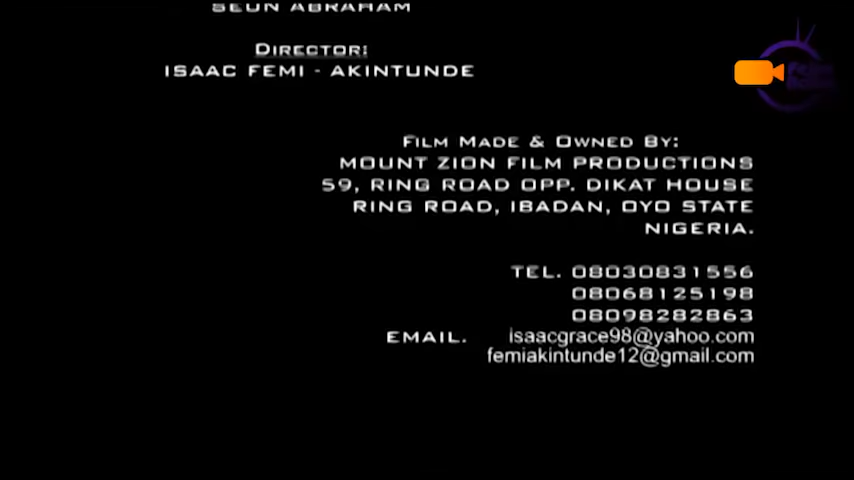 SEUN ABRAHAM
DIRECTOR:
ISAAC FEMI - AKINTUNDE
FILM MADE & OWNED BY:
MOUNT ZION FILM PRODUCTIONS
59, RING ROAD OPP. DIKAT HOUSE
RING ROAD, IBADAN, OYO STATE
NIGERIA.
TEL. 08030831556
08068125198
08098282863
EMAIL. isaacgrace98@yahoo.com
femiakintunde12@gmail.com